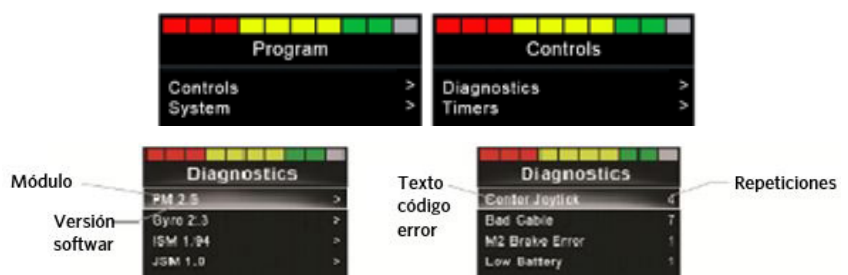 Program
Controls >
System >
Controls
Diagnostics >
Timers >
Módulo
Versión
softwar
Diagnostics
PM 2.5 >
Gyro 2.3 >
ISM 1.94 >
JSM 1.0 >
Texto
código
error
Diagnostics
Center Joytick 4
Bad Cable 7
M2 Brake Error 1
Low Battery 1
Repeticiones